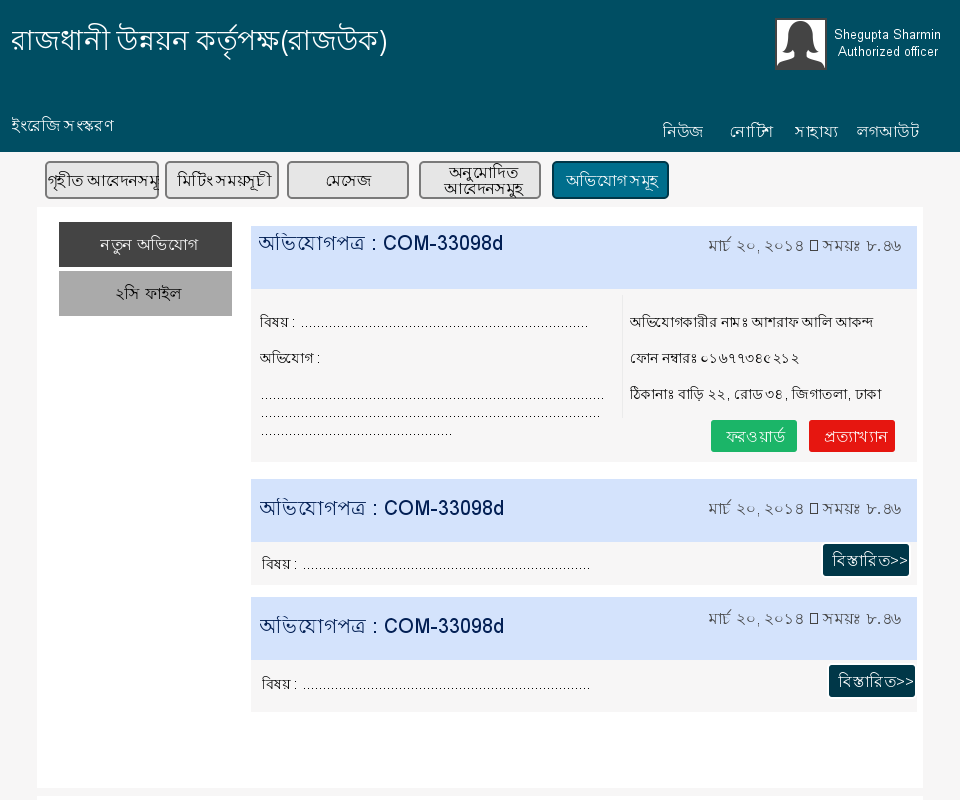 রাজধানী উন্নয়ন কর্তৃপক্ষ(রাজউক)
Shegupta Sharmin
Authorized officer
ইংরেজি সংস্করণ
নিউজ নোটিশ সাহায্য লগআউট
গৃহীত আবেদনসমূ
মিটিং সময়সূচী
মেসেজ
অনুমোদিত
আবেদনসমুহ
অভিযোগ সমূহ
নতুন অভিযোগ
২সি ফাইল
অভিযোগপত্র : COM-33098d
মার্চ ২০, ২০১৪ সময়ঃ ৮.৪৬
বিষয় : ........................................................................
অভিযোগ :
......................................................................................
.....................................................................................
................................................
অভিযোগকারীর নামঃ আশরাফ আলি আকন্দ
ফোন নম্বারঃ ০১৬৭৭৩৪৫২১২
ঠিকানাঃ বাড়ি ২২, রোড ৩৪, জিগাতলা, ঢাকা
ফরওয়ার্ড
প্রত্যাখ্যান
অভিযোগপত্র : COM-33098d
মার্চ ২০, ২০১৪ সময়ঃ ৮.৪৬
বিষয় : ........................................................................
বিস্তারিত>>
অভিযোগপত্র : COM-33098d
মার্চ ২০, ২০১৪ সময়ঃ ৮.৪৬
বিষয় : ........................................................................
বিস্তারিত>>